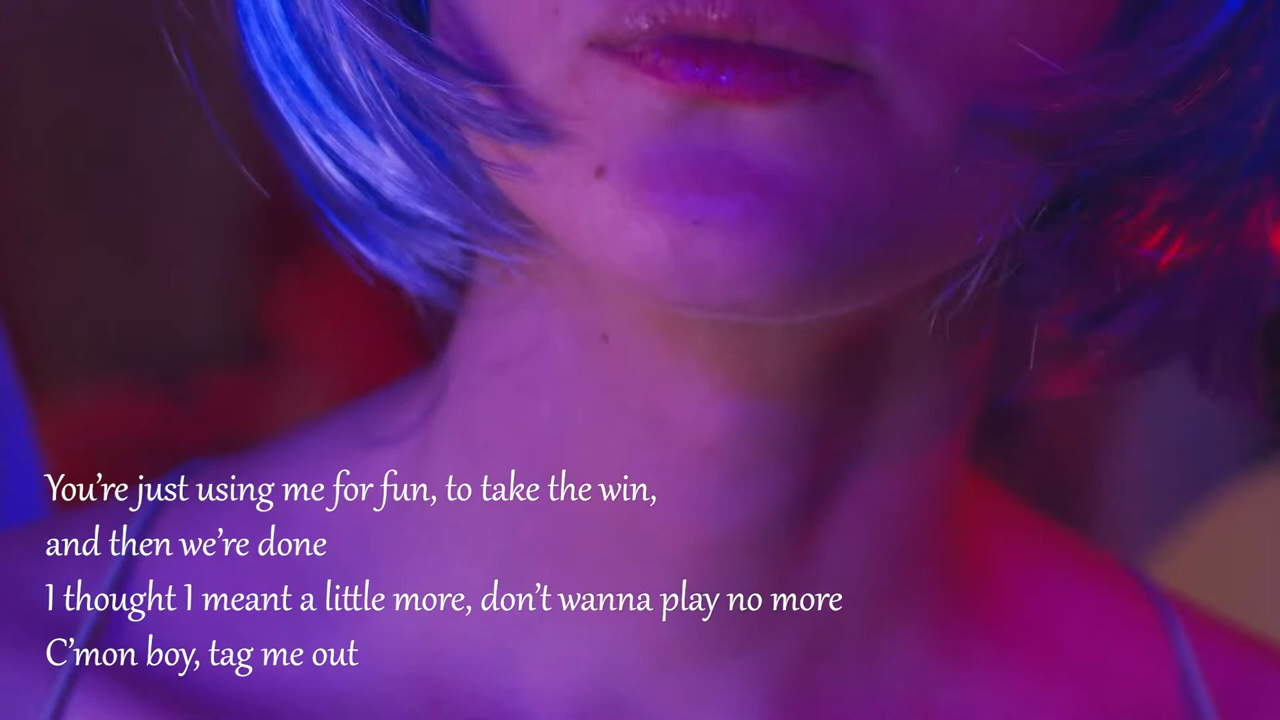 You’re just using me for fun, to take the win,
and then we’re done
I thought I meant a little more, don’t wanna play no more
C’mon boy, tag me out